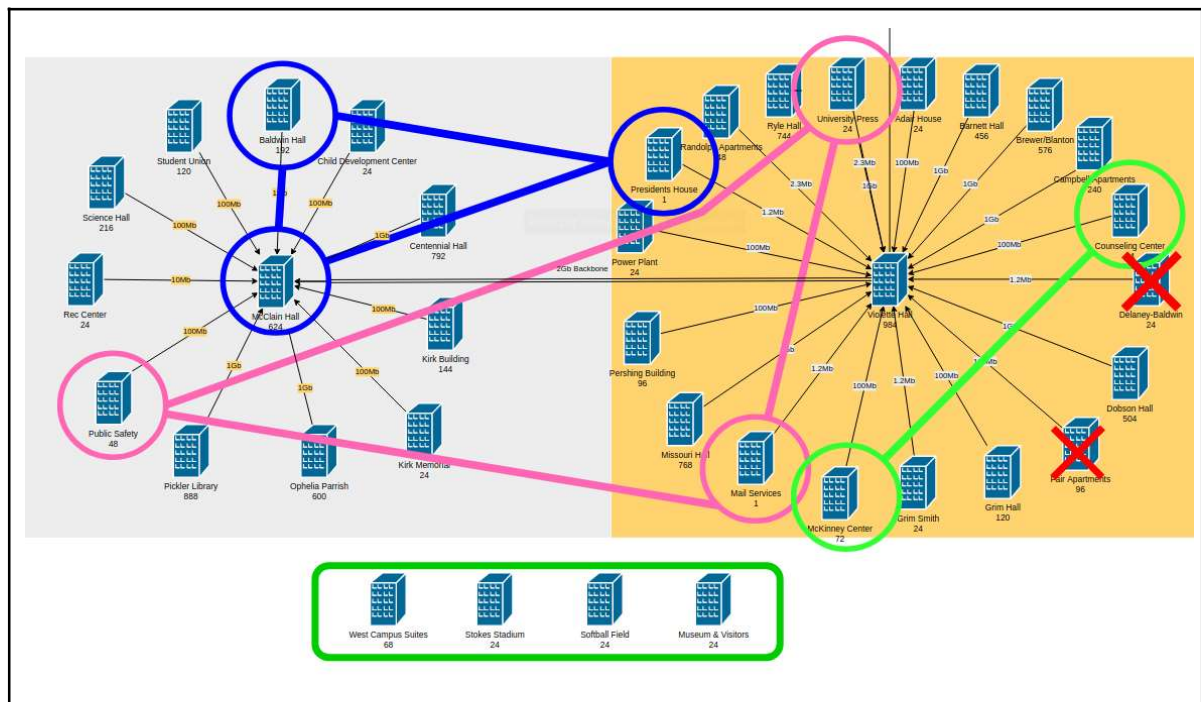 Baldwin Hall
192
Student Union
120
Child Development Center
24
Science Hall
216
Centennial Hall
792
Rec Center
24
McClain Hall
624
Kirk Building
144
Public Safety
48
Pickler Library
888
Ophelia Parrish
600
Kirk Memorial
24
100Mb
100Mb
100Mb
1Gb
10Mb
100Mb
1Gb
1Gb
100Mb
100Mb
2Gb Backbone
Presidents House
1
Randolph Apartments
48
Ryle Hall
744
University Press
24
Adair House
24
Barnett Hall
456
Brewer/Blanton
576
Campbell Apartments
240
Counseling Center
Power Plant
24
Violette Hall
984
Delaney-Baldwin
24
Pershing Building
96
Dobson Hall
504
Missouri Hall
768
Mail Services
1
McKinney Center
72
Grim Smith
24
Grim Hall
120
Fair Apartments
96
2.3Mb
2.3Mb
1Gb
100Mb
1Gb
1Gb
1.2Mb
1Gb
100Mb
100Mb
1.2Mb
100Mb
1.2Mb
100Mb
1.2Mb
100Mb
West Campus Suites
68
Stokes Stadium
24
Softball Field
24
Museum & Visitors
24